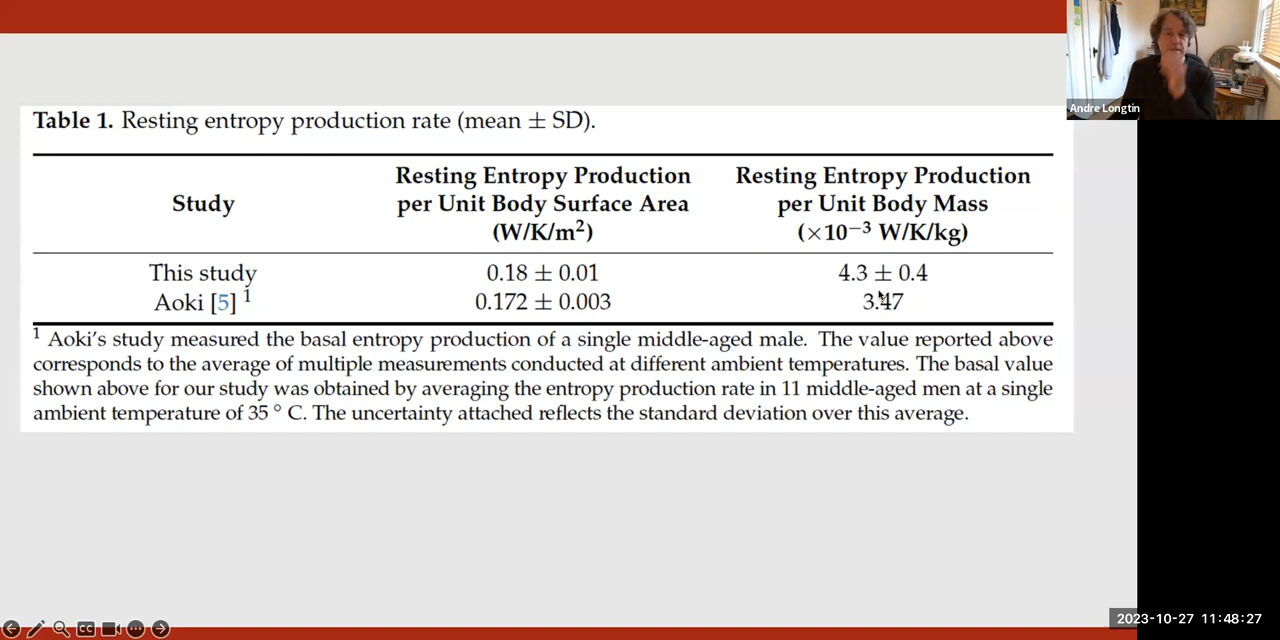 Andre Longtin
Table 1. Resting entropy production rate (mean ± SD).
Study
Resting Entropy Production
per Unit Body Surface Area
(W/K/m²)
Resting Entropy Production
per Unit Body Mass
(×10⁻³ W/K/kg)
This study 0.18 ± 0.01 4.3 ± 0.4
Aoki [5] ¹ 0.172 ± 0.003 3.47
¹ Aoki's study measured the basal entropy production of a single middle-aged male. The value reported above
corresponds to the average of multiple measurements conducted at different ambient temperatures. The basal value
shown above for our study was obtained by averaging the entropy production rate in 11 middle-aged men at a single
ambient temperature of 35 ° C. The uncertainty attached reflects the standard deviation over this average.
CC
2023-10-27 11:48:27